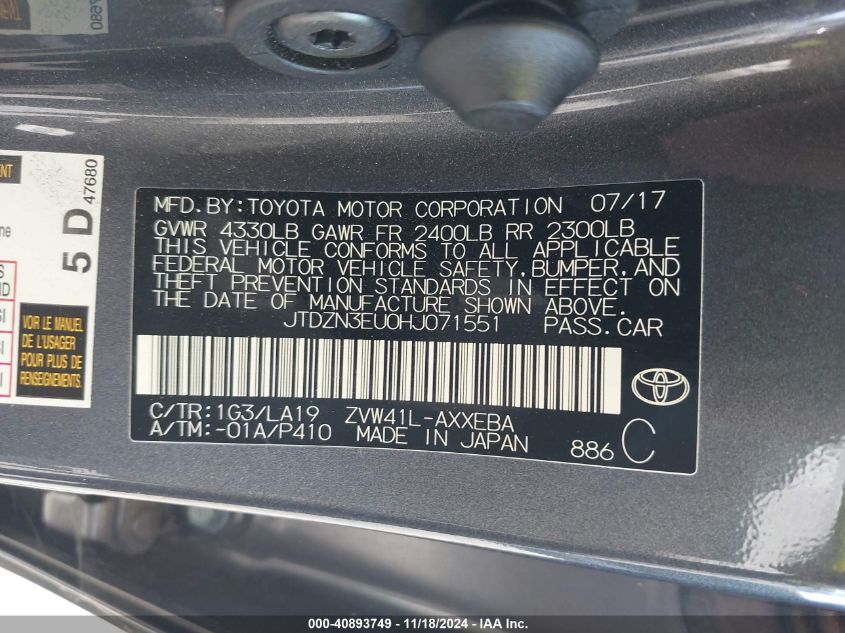 MFD.BY:TOYOTA MOTOR CORPORATION 07/17
GVWR 4330LB GAWR FR 2400LB RR 2300LB
THIS VEHICLE CONFORMS TO ALL APPLICABLE
FEDERAL MOTOR VEHICLE SAFETY,BUMPER,AND
THEFT PREVENTION STANDARDS IN EFFECT ON
THE DATE OF MANUFACTURE SHOWN ABOVE.
JTDZN3EU0HJ071551 PASS.CAR
C/TR:1G3/LA19 ZVW41L-AXXEBA
A/TM:-01A/P410 MADE IN JAPAN
886 C
5 D
47680
VOIR LE MANUEL
DE L'USAGER
POUR PLUS DE
RENSEIGNEMENTS.
000-40893749 - 11/18/2024 - IAA Inc.